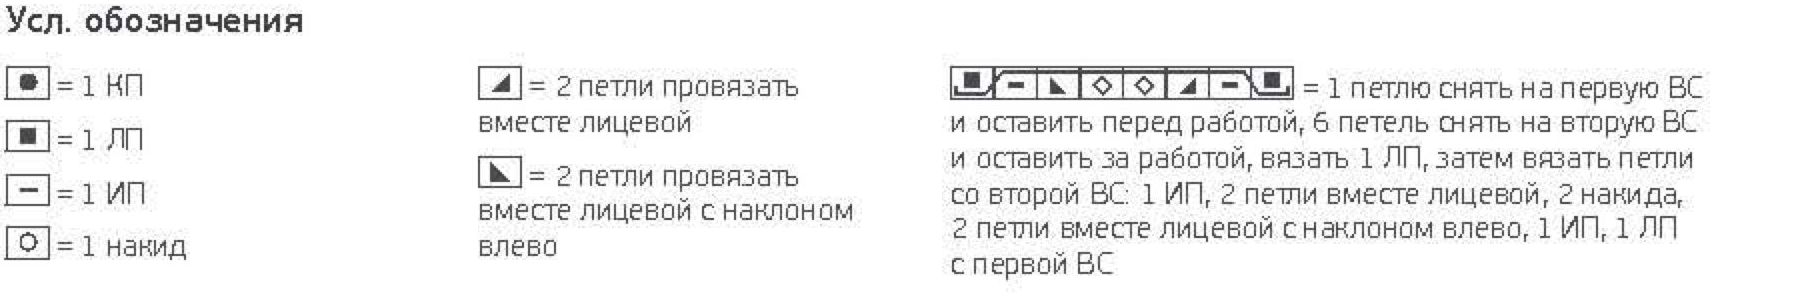 Усл. обозначения
= 1 КП
= 1 ЛП
= 1 ИП
= 1 накид
= 2 петли провязать
вместе лицевой
= 2 петли провязать
вместе лицевой с наклоном
влево
= 1 петлю снять на первую ВС
и оставить перед работой, 6 петель снять на вторую ВС
и оставить за работой, вязать 1 ЛП, затем вязать петли
со второй ВС: 1 ИП, 2 петли вместе лицевой, 2 накида,
2 петли вместе лицевой с наклоном влево, 1 ИП, 1 ЛП
с первой ВС